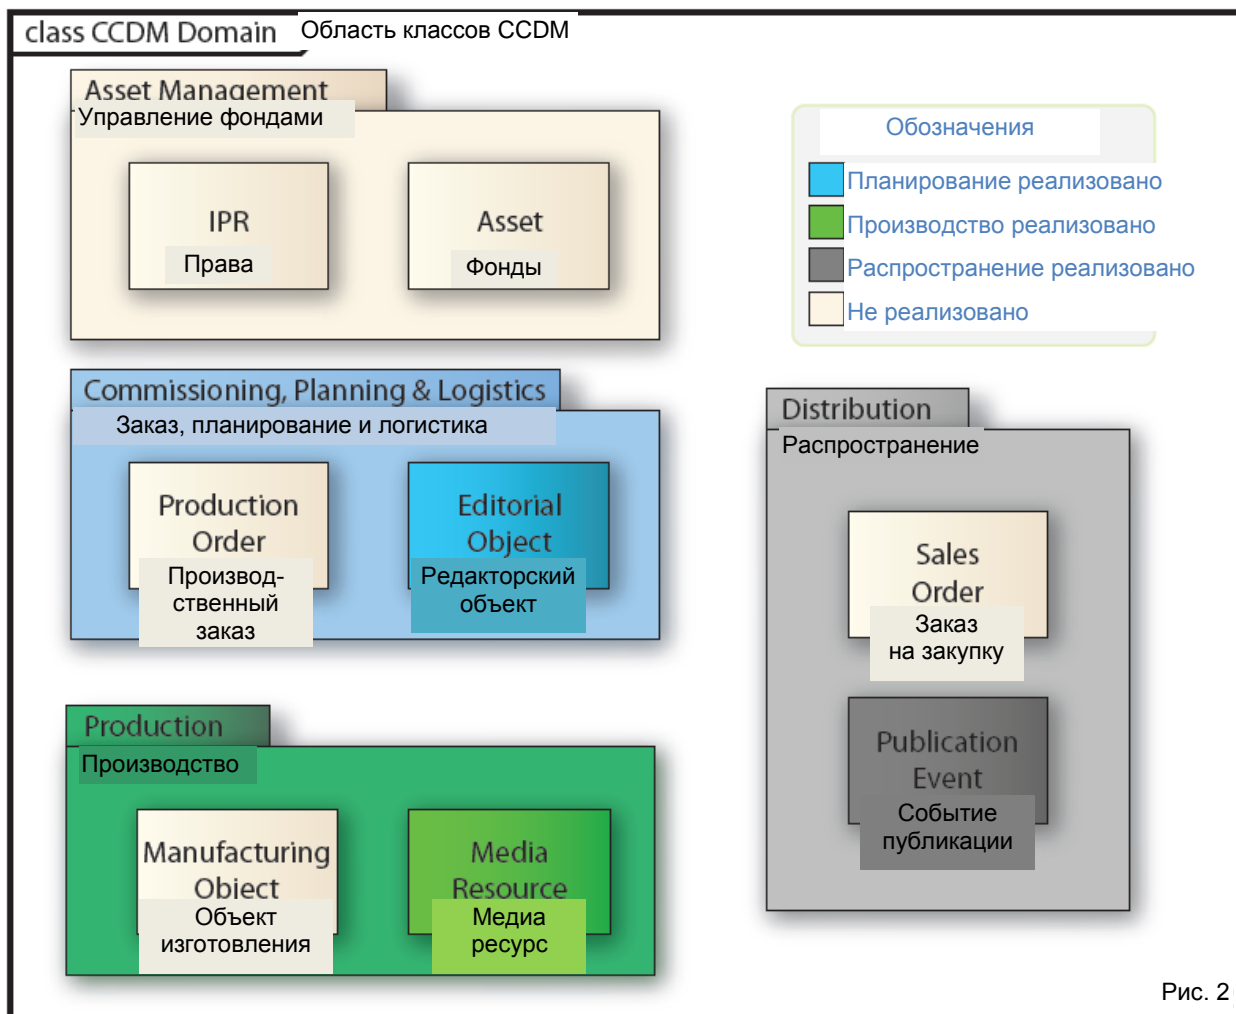 class CCDM Domain Область классов CCDM
Asset Management
Управление фондами
IPR
Права
Asset
Фонды
Обозначения
Планирование реализовано
Производство реализовано
Распространение реализовано
Не реализовано
Commissioning, Planning & Logistics
Заказ, планирование и логистика
Production
Order
Производ-
ственный
заказ
Editorial
Object
Редакторский
объект
Distribution
Распространение
Sales
Order
Заказ
на закупку
Publication
Event
Событие
публикации
Production
Производство
Manufacturing
Object
Объект
изготовления
Media
Resource
Медиа
ресурс
Рис. 2